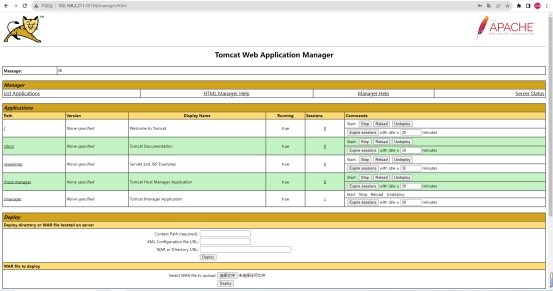 不安全 192.168.2.211:30194/manager/html
APACHE
Tomcat Web Application Manager
Message: OK
Manager
List Applications HTML Manager Help Manager Help Server Status
Applications
Path Version Display Name Running Sessions Commands
/ None specified Welcome to Tomcat true 0 Start Stop Reload Undeploy
Expire sessions with idle ≥ 30 minutes
/docs None specified Tomcat Documentation true 0 Start Stop Reload Undeploy
Expire sessions with idle ≥ 30 minutes
/examples None specified Servlet and JSP Examples true 0 Start Stop Reload Undeploy
Expire sessions with idle ≥ 30 minutes
/host-manager None specified Tomcat Host Manager Application true 0 Start Stop Reload Undeploy
Expire sessions with idle ≥ 30 minutes
/manager None specified Tomcat Manager Application true 1 Start Stop Reload Undeploy
Expire sessions with idle ≥ 30 minutes
Deploy
Deploy directory or WAR file located on server
Context Path (required):
XML Configuration file URL:
WAR or Directory URL:
Deploy
WAR file to deploy
Select WAR file to upload 选择文件 未选择任何文件
Deploy